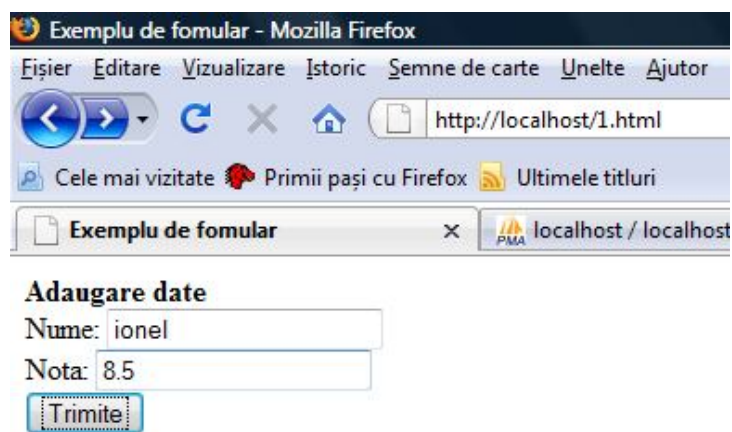 Exemplu de fomular - Mozilla Firefox
Fișier Editare Vizualizare Istoric Semne de carte Unelte Ajutor
http://localhost/1.html
Cele mai vizitate Primii pași cu Firefox Ultimele titluri
Exemplu de fomular PMA localhost / localhost
Adaugare date
Nume: ionel
Nota: 8.5
Trimite